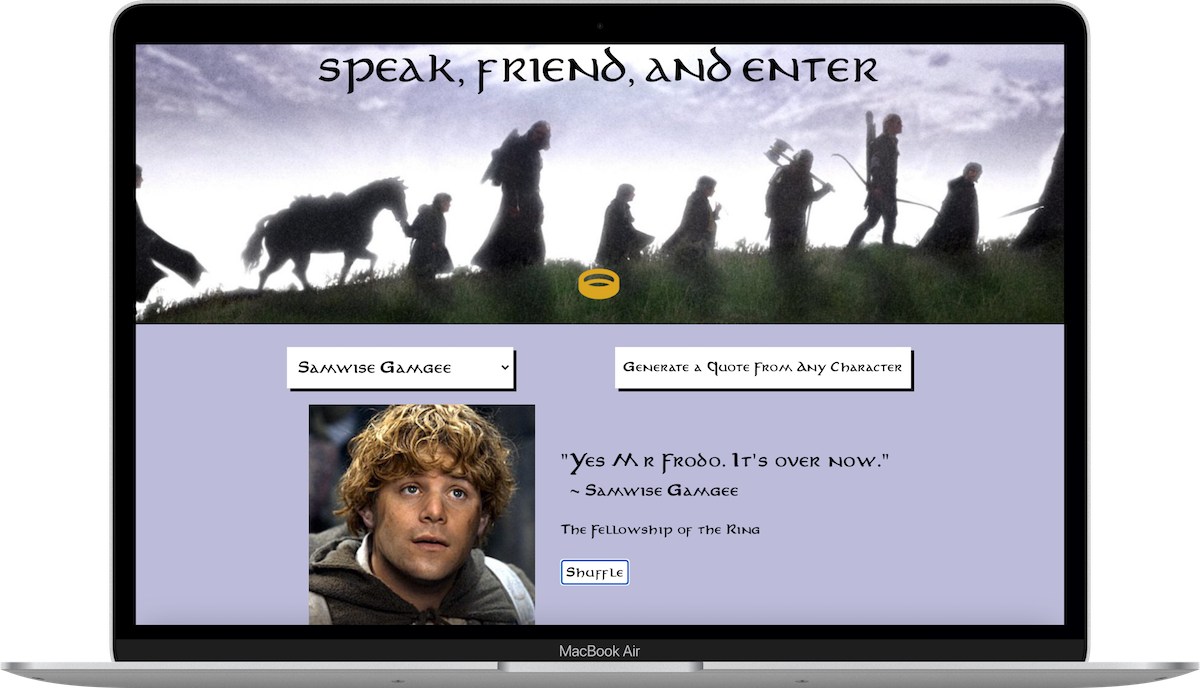 SPEAK, FRIEND, AND ENTER
Samwise Gamgee
Generate a Quote From Any Character
"Yes Mr Frodo. It's over now."
~ Samwise Gamgee
The Fellowship of the Ring
Shuffle
MacBook Air